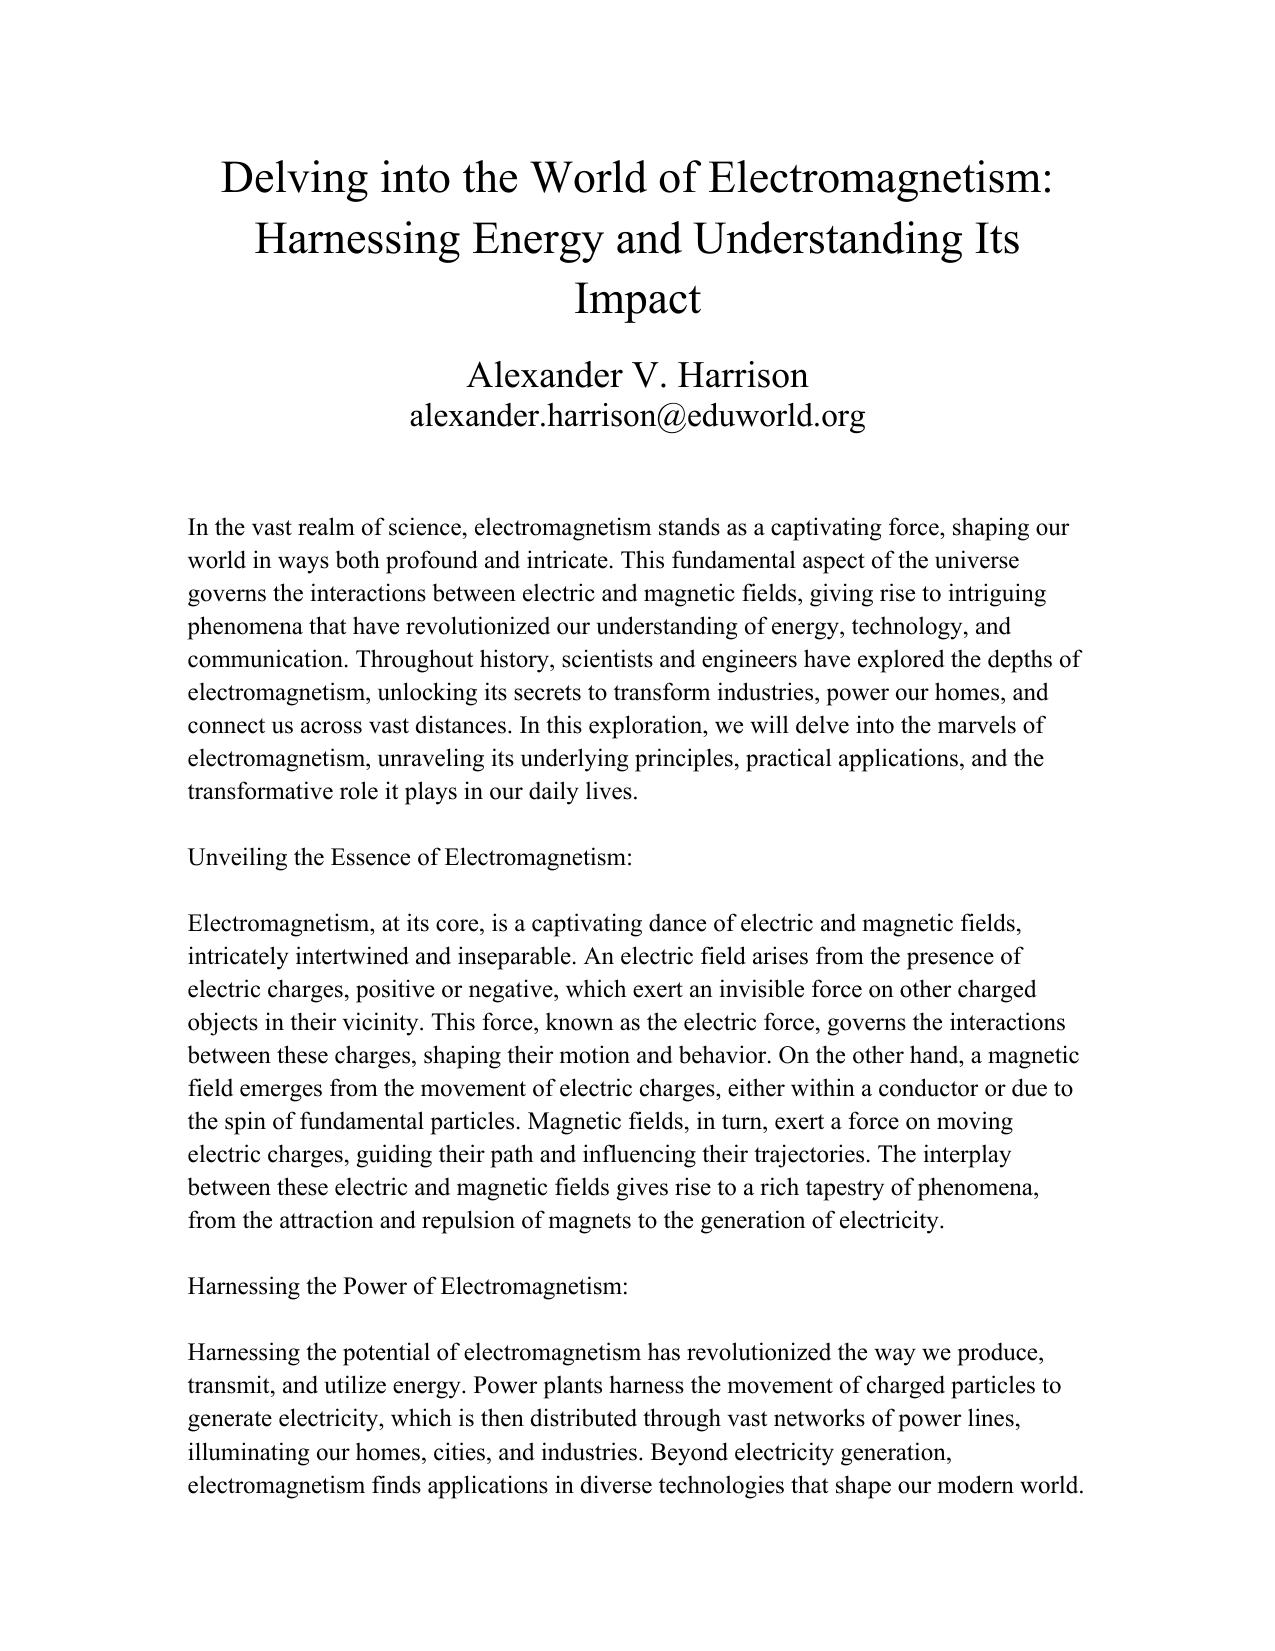 Delving into the World of Electromagnetism:
Harnessing Energy and Understanding Its
Impact
Alexander V. Harrison
alexander.harrison@eduworld.org
In the vast realm of science, electromagnetism stands as a captivating force, shaping our
world in ways both profound and intricate. This fundamental aspect of the universe
governs the interactions between electric and magnetic fields, giving rise to intriguing
phenomena that have revolutionized our understanding of energy, technology, and
communication. Throughout history, scientists and engineers have explored the depths of
electromagnetism, unlocking its secrets to transform industries, power our homes, and
connect us across vast distances. In this exploration, we will delve into the marvels of
electromagnetism, unraveling its underlying principles, practical applications, and the
transformative role it plays in our daily lives.
Unveiling the Essence of Electromagnetism:
Electromagnetism, at its core, is a captivating dance of electric and magnetic fields,
intricately intertwined and inseparable. An electric field arises from the presence of
electric charges, positive or negative, which exert an invisible force on other charged
objects in their vicinity. This force, known as the electric force, governs the interactions
between these charges, shaping their motion and behavior. On the other hand, a magnetic
field emerges from the movement of electric charges, either within a conductor or due to
the spin of fundamental particles. Magnetic fields, in turn, exert a force on moving
electric charges, guiding their path and influencing their trajectories. The interplay
between these electric and magnetic fields gives rise to a rich tapestry of phenomena,
from the attraction and repulsion of magnets to the generation of electricity.
Harnessing the Power of Electromagnetism:
Harnessing the potential of electromagnetism has revolutionized the way we produce,
transmit, and utilize energy. Power plants harness the movement of charged particles to
generate electricity, which is then distributed through vast networks of power lines,
illuminating our homes, cities, and industries. Beyond electricity generation,
electromagnetism finds applications in diverse technologies that shape our modern world.